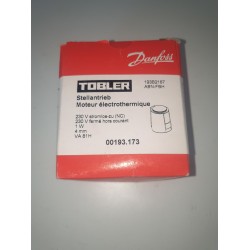 Danfoss
TOBLER
Stellantrieb
Moteur électrothermique
230 V stromlos-zu (NC)
230 V fermé hors courant
1 W
4 mm
VA 81H
00193.173